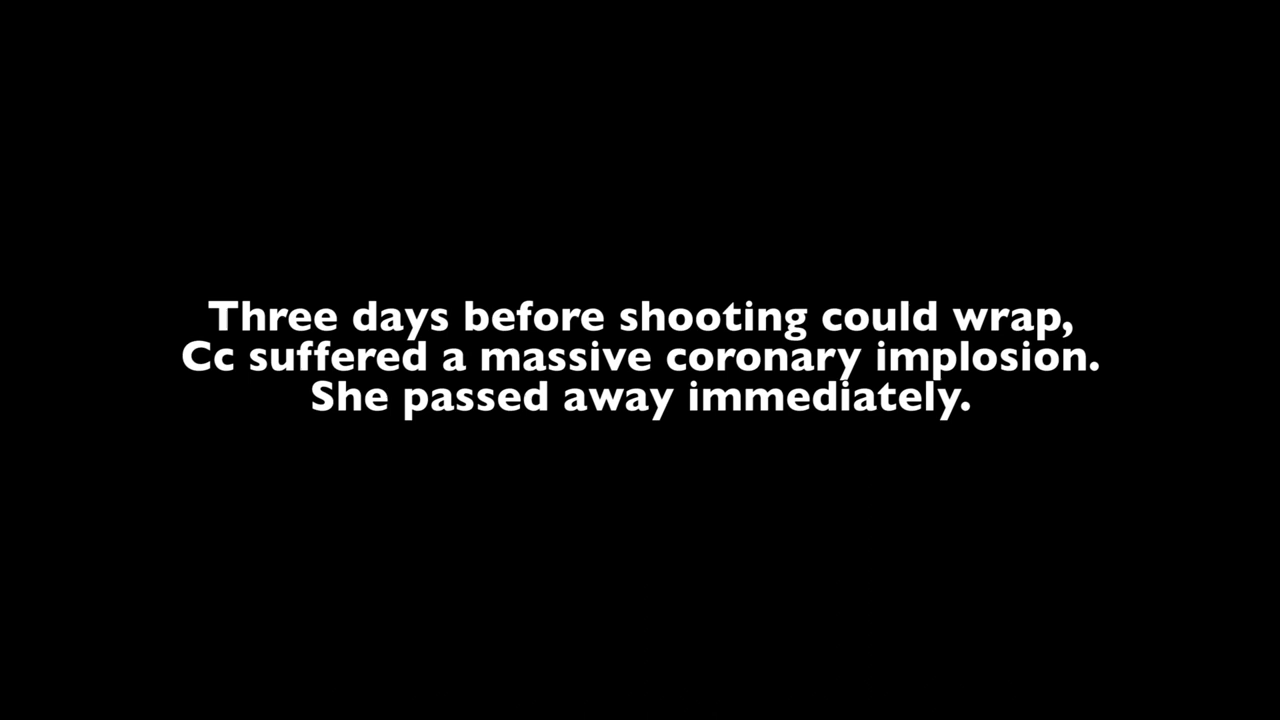 Three days before shooting could wrap,
Cc suffered a massive coronary implosion.
She passed away immediately.